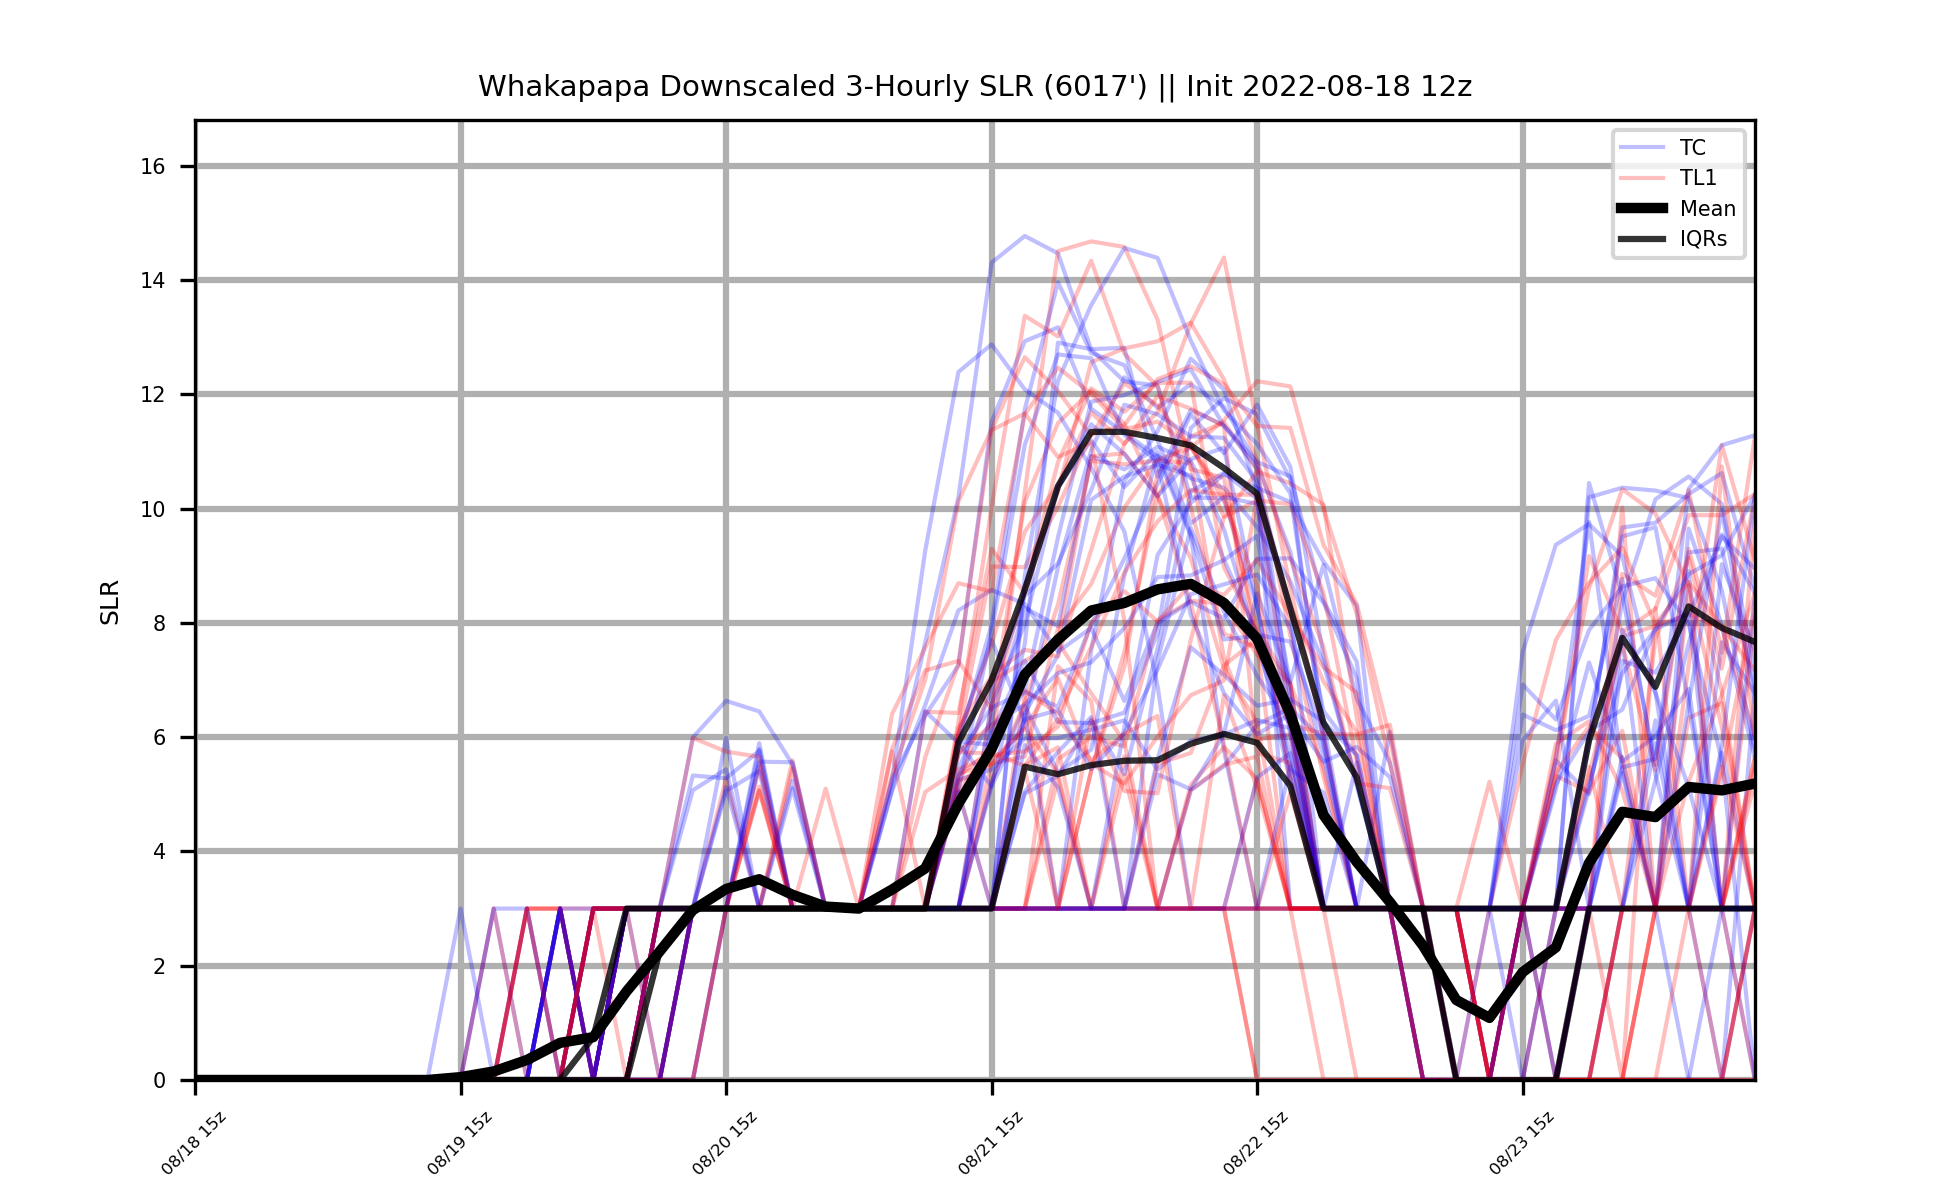 Whakapapa Downscaled 3-Hourly SLR (6017') || Init 2022-08-18 12z
TC
TL1
Mean
IQRs
SLR
16
14
12
10
8
6
4
2
0
08/18 15z
08/19 15z
08/20 15z
08/21 15z
08/22 15z
08/23 15z